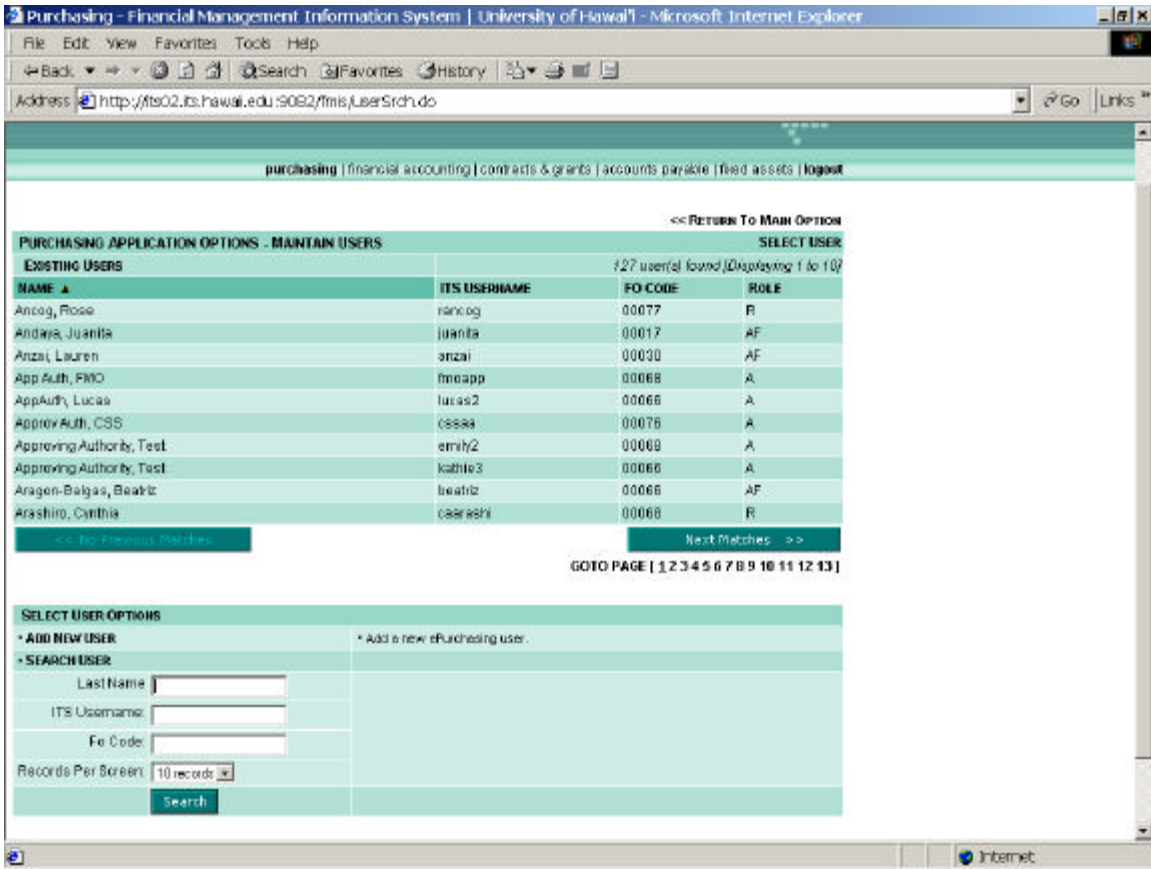 Purchasing - Financial Management Information System | University of Hawai'i - Microsoft Internet Explorer
File Edit View Favorites Tools Help
Back Search Favorites History
Address http://fts02.its.hawaii.edu:9082/fmis/userSrch.do Go Links »
purchasing | financial accounting | contracts & grants | accounts payable | fixed assets | logout
<< RETURN TO MAIN OPTION
PURCHASING APPLICATION OPTIONS - MAINTAIN USERS SELECT USER
EXISTING USERS 127 user(s) found [Displaying 1 to 10]
NAME ▲ ITS USERNAME FO CODE ROLE
Ancog, Rose rancog 00077 R
Andaya, Juanita juanita 00017 AF
Anzai, Lauren anzai 00030 AF
App Auth, FMO fmoapp 00068 A
AppAuth, Lucas lucas2 00066 A
Approv Auth, CSS cssaa 00076 A
Approving Authority, Test emily2 00068 A
Approving Authority, Test kathie3 00066 A
Aragon-Balgas, Beatriz beatriz 00066 AF
Arashiro, Cynthia caarashi 00068 R
<< No Previous Matches Next Matches >>
GOTO PAGE [ 1 2 3 4 5 6 7 8 9 10 11 12 13 ]
SELECT USER OPTIONS
• ADD NEW USER • Add a new ePurchasing user.
• SEARCH USER
Last Name
ITS Username:
Fo Code:
Records Per Screen: 10 records
Search
Internet